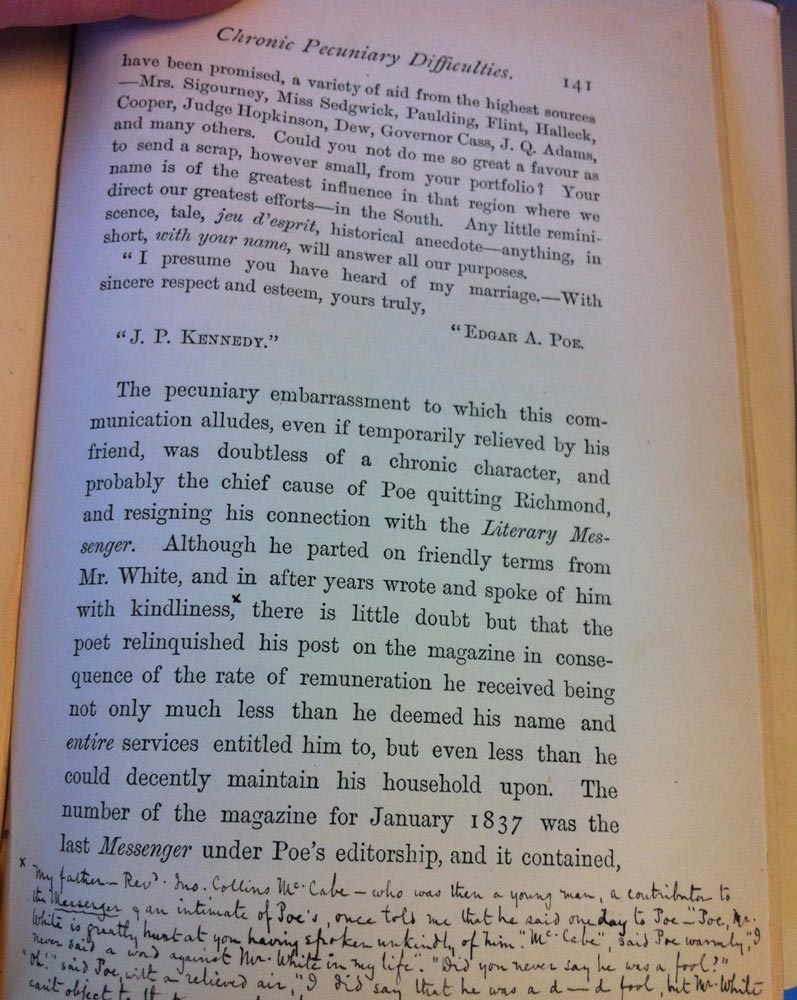 Chronic Pecuniary Difficulties. 141
have been promised, a variety of aid from the highest sources
—Mrs. Sigourney, Miss Sedgwick, Paulding, Flint, Halleck,
Cooper, Judge Hopkinson, Dew, Governor Cass, J. Q. Adams,
and many others. Could you not do me so great a favour as
to send a scrap, however small, from your portfolio? Your
name is of the greatest influence in that region where we
direct our greatest efforts—in the South. Any little remini-
scence, tale, jeu d'esprit, historical anecdote—anything, in
short, with your name, will answer all our purposes.
"I presume you have heard of my marriage.—With
sincere respect and esteem, yours truly,
"Edgar A. Poe.
"J. P. Kennedy."
The pecuniary embarrassment to which this com-
munication alludes, even if temporarily relieved by his
friend, was doubtless of a chronic character, and
probably the chief cause of Poe quitting Richmond,
and resigning his connection with the Literary Mes-
senger. Although he parted on friendly terms from
Mr. White, and in after years wrote and spoke of him
with kindliness,x there is little doubt but that the
poet relinquished his post on the magazine in conse-
quence of the rate of remuneration he received being
not only much less than he deemed his name and
entire services entitled him to, but even less than he
could decently maintain his household upon. The
number of the magazine for January 1837 was the
last Messenger under Poe's editorship, and it contained,
x My father — Revd. Jno. Collins McCabe — who was then a young man, a contributor to
the Messenger & an intimate of Poe's, once told me that he said one day to Poe — "Poe, Mr.
White is greatly hurt at you having spoken unkindly of him". "McCabe", said Poe warmly, "I
never said a word against Mr. White in my life". "Did you never say he was a fool?"
"Oh!" said Poe, with a relieved air, "I did say that he was a d—d fool, but Mr. White
can't object to